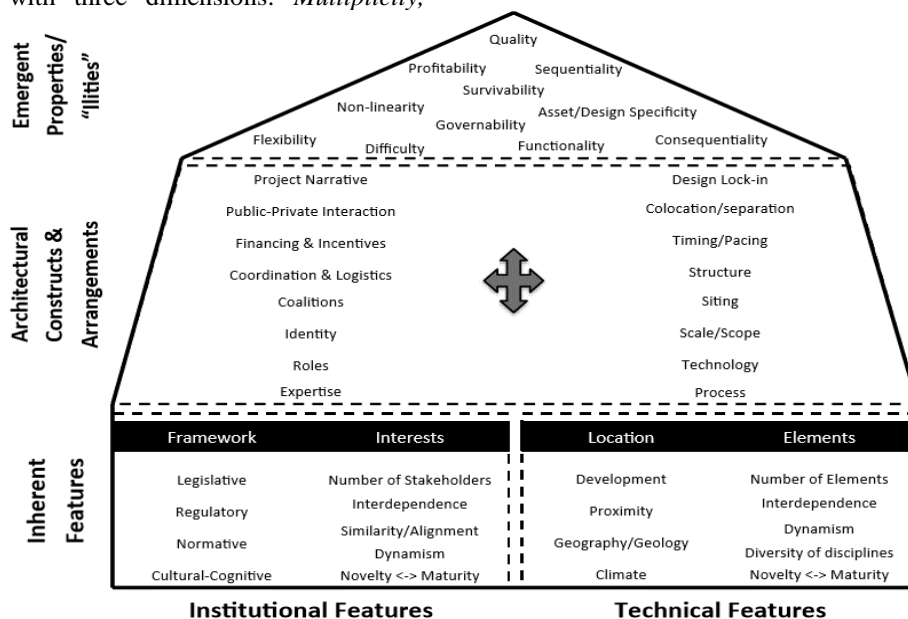 with three dimensions: Multiplicity,
Emergent
Properties/
"Ilities"
Quality
Profitability Sequentiality
Survivability
Non-linearity Asset/Design Specificity
Governability
Flexibility Difficulty Functionality Consequentiality
Architectural
Constructs &
Arrangements
Project Narrative
Public-Private Interaction
Financing & Incentives
Coordination & Logistics
Coalitions
Identity
Roles
Expertise
Design Lock-in
Colocation/separation
Timing/Pacing
Structure
Siting
Scale/Scope
Technology
Process
Inherent
Features
Framework
Legislative
Regulatory
Normative
Cultural-Cognitive
Interests
Number of Stakeholders
Interdependence
Similarity/Alignment
Dynamism
Novelty <-> Maturity
Location
Development
Proximity
Geography/Geology
Climate
Elements
Number of Elements
Interdependence
Dynamism
Diversity of disciplines
Novelty <-> Maturity
Institutional Features
Technical Features